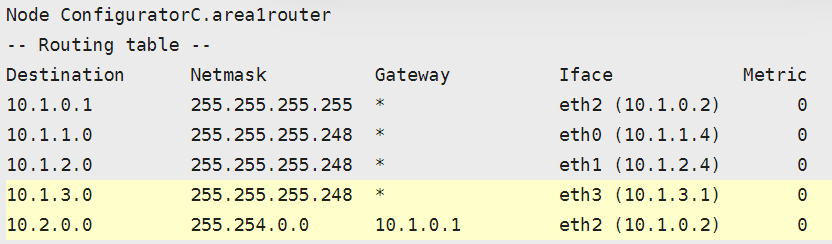 Node ConfiguratorC.area1router
-- Routing table --
Destination Netmask Gateway Iface Metric
10.1.0.1 255.255.255.255 * eth2 (10.1.0.2) 0
10.1.1.0 255.255.255.248 * eth0 (10.1.1.4) 0
10.1.2.0 255.255.255.248 * eth1 (10.1.2.4) 0
10.1.3.0 255.255.255.248 * eth3 (10.1.3.1) 0
10.2.0.0 255.254.0.0 10.1.0.1 eth2 (10.1.0.2) 0